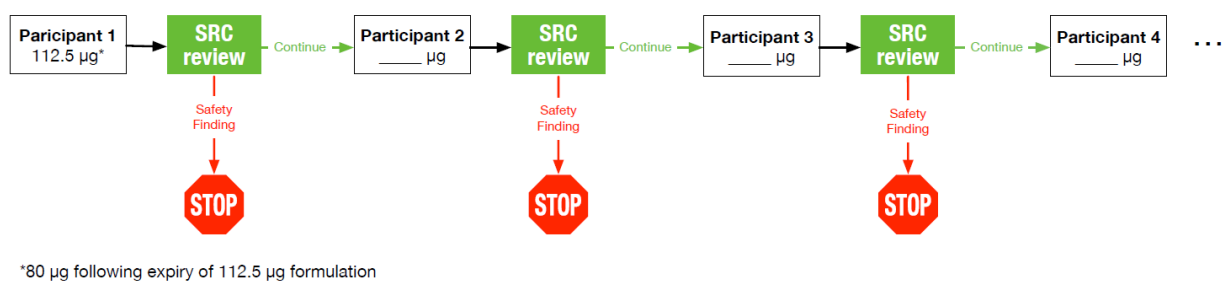 Paricipant 1
112.5 µg*
SRC
review
Continue
Participant 2
_____ µg
SRC
review
Continue
Participant 3
_____ µg
SRC
review
Continue
Participant 4
_____ µg
...
Safety
Finding
Safety
Finding
Safety
Finding
STOP
STOP
STOP
*80 µg following expiry of 112.5 µg formulation